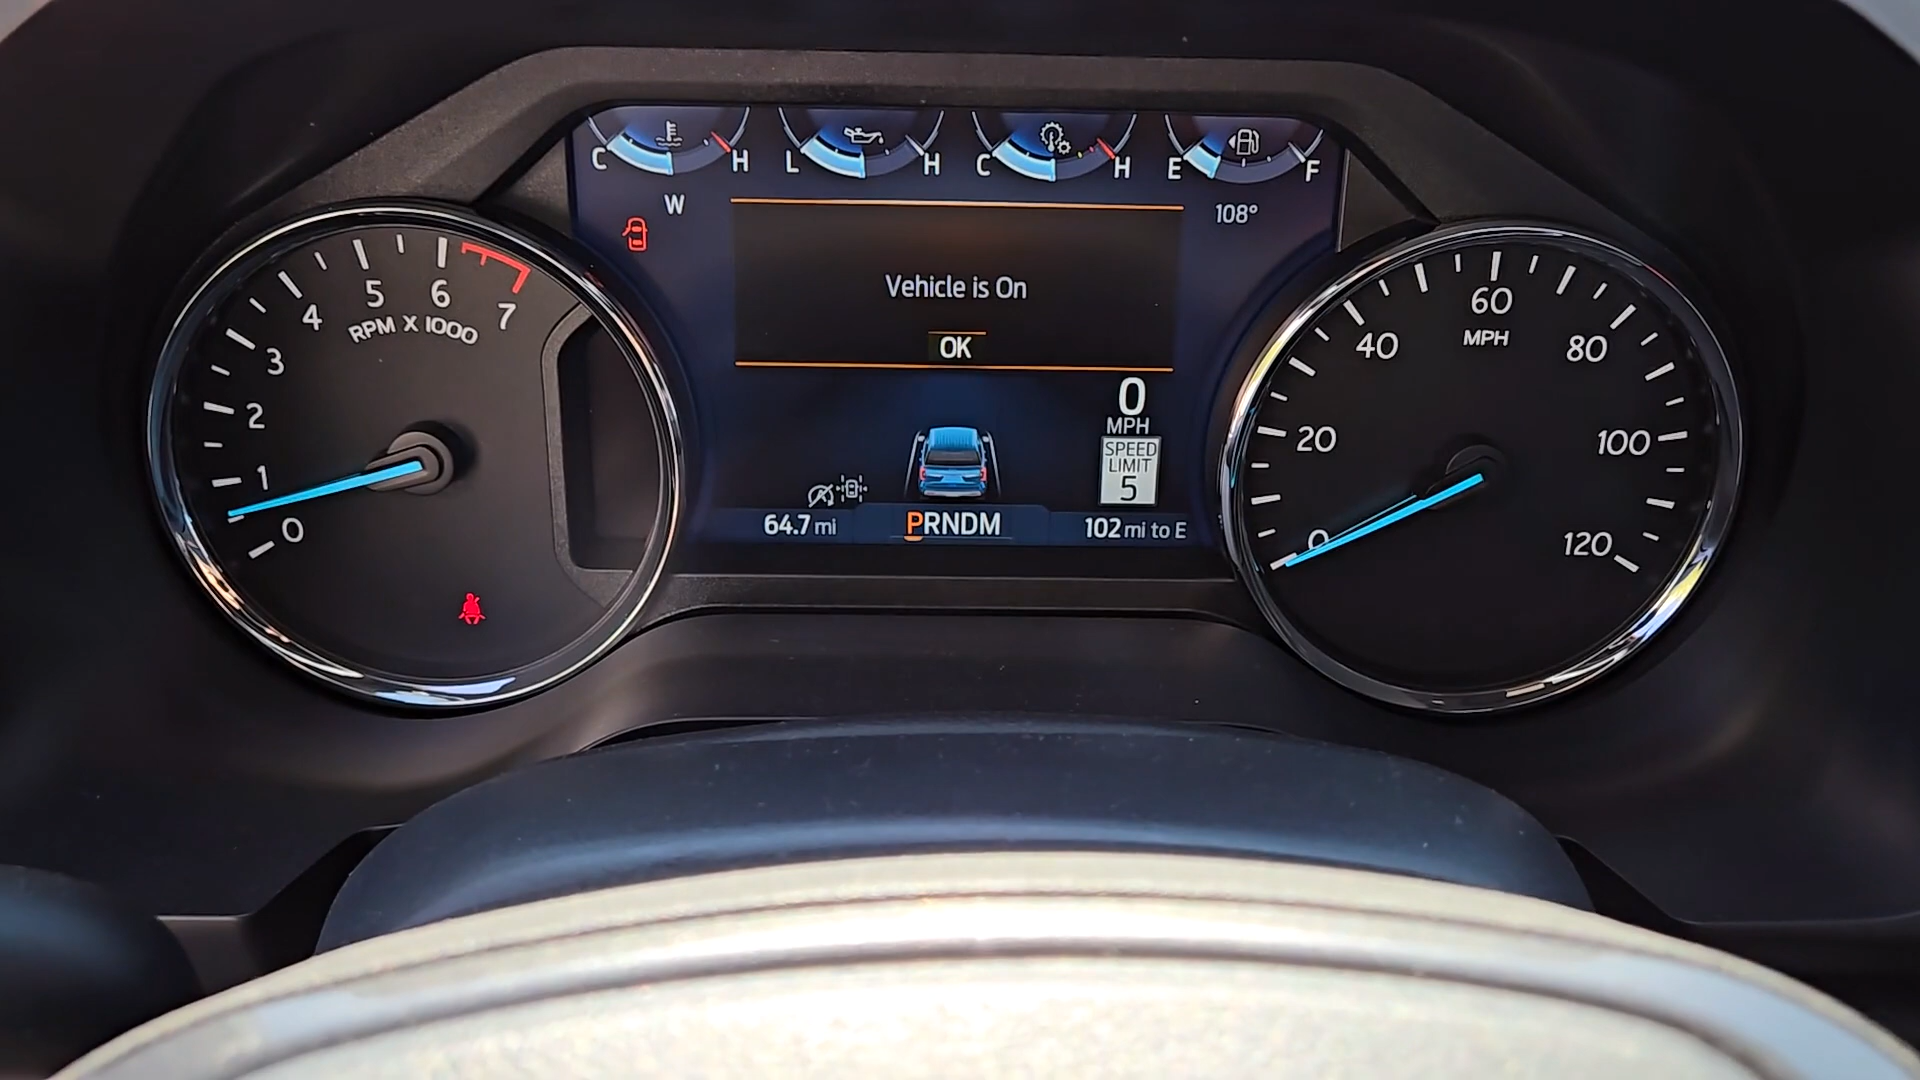 C H L H C H E F
W
108°
Vehicle is On
OK
0 1 2 3 4 5 6 7
RPM X 1000
0 20 40 60 80 100 120
MPH
0
MPH
SPEED
LIMIT
5
64.7 mi
PRNDM
102 mi to E